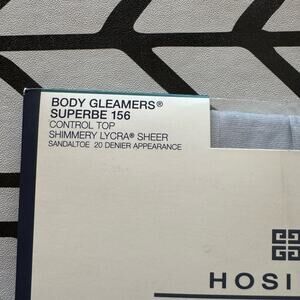 BODY GLEAMERS®
SUPERBE 156
CONTROL TOP
SHIMMERY LYCRA® SHEER
SANDALTOE 20 DENIER APPEARANCE
HOSI